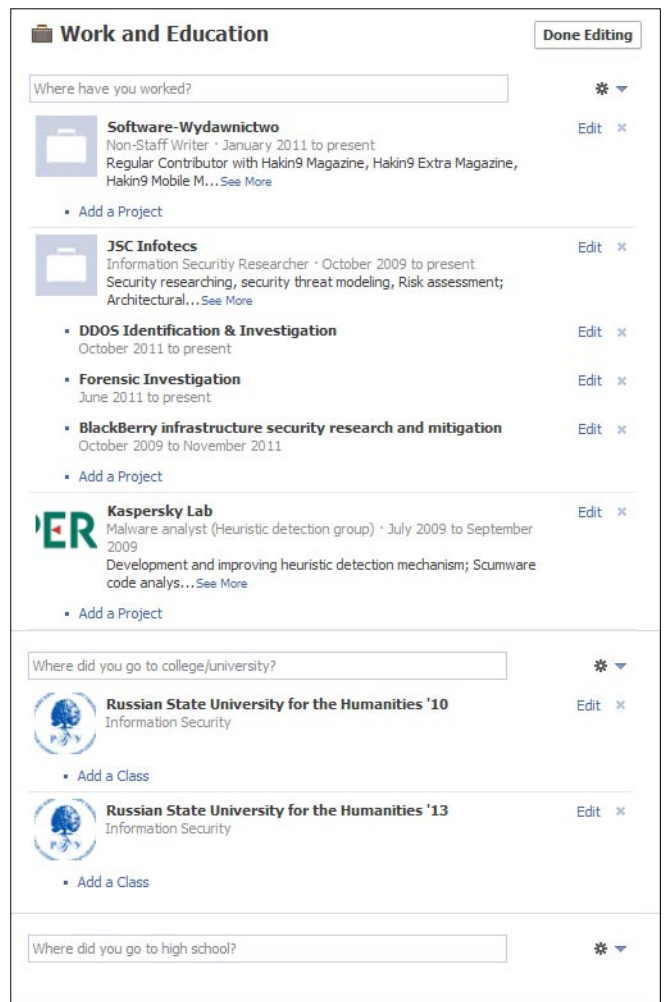 Work and Education
Done Editing
Where have you worked?
Software-Wydawnictwo
Edit ×
Non-Staff Writer · January 2011 to present
Regular Contributor with Hakin9 Magazine, Hakin9 Extra Magazine,
Hakin9 Mobile M...See More
Add a Project
JSC Infotecs
Edit ×
Information Securitiy Researcher · October 2009 to present
Security researching, security threat modeling, Risk assessment;
Architectural...See More
DDOS Identification & Investigation
Edit ×
October 2011 to present
Forensic Investigation
Edit ×
June 2011 to present
BlackBerry infrastructure security research and mitigation
Edit ×
October 2009 to November 2011
Add a Project
PER
Kaspersky Lab
Edit ×
Malware analyst (Heuristic detection group) · July 2009 to September
2009
Development and improving heuristic detection mechanism; Scumware
code analys...See More
Add a Project
Where did you go to college/university?
Russian State University for the Humanities '10
Edit ×
Information Security
Add a Class
Russian State University for the Humanities '13
Edit ×
Information Security
Add a Class
Where did you go to high school?